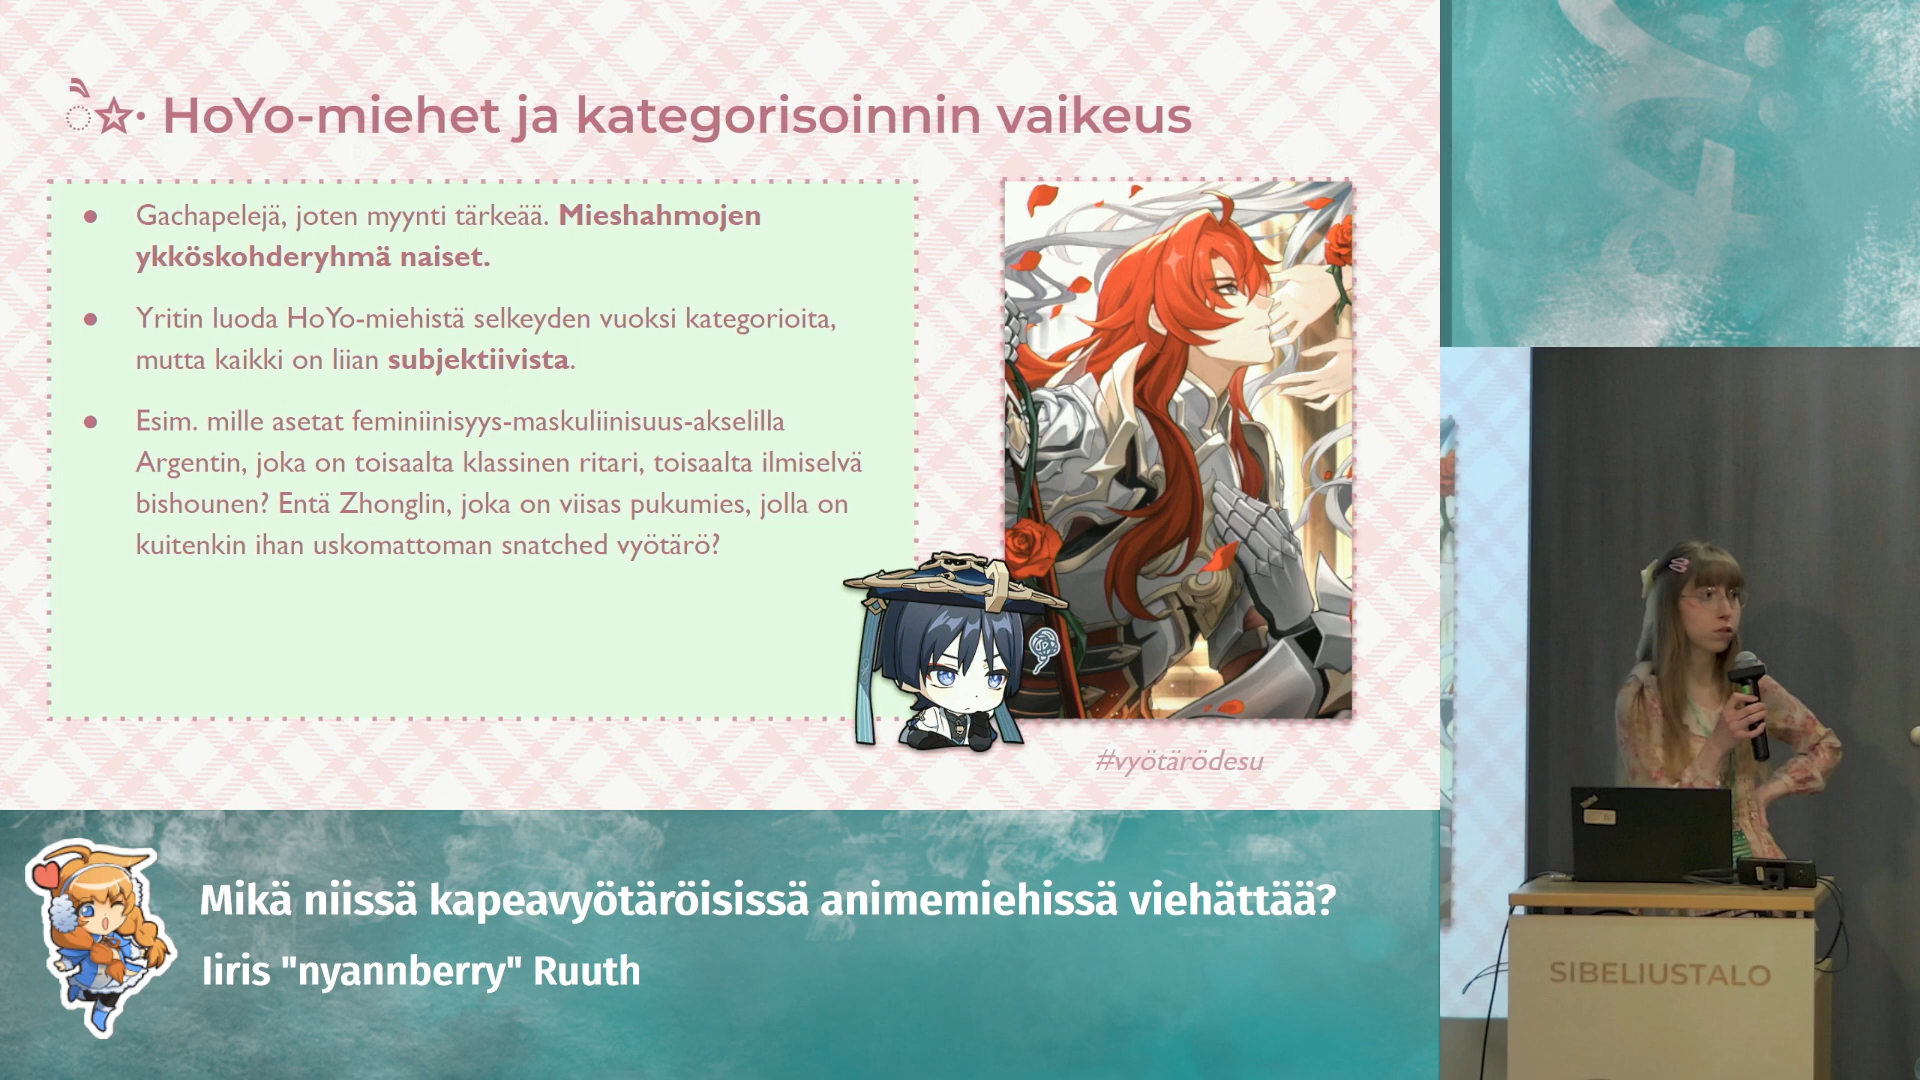 HoYo-miehet ja kategorisoinnin vaikeus
● Gachapelejä, joten myynti tärkeää. Mieshahmojen
ykköskohderyhmä naiset.
● Yritin luoda HoYo-miehistä selkeyden vuoksi kategorioita,
mutta kaikki on liian subjektiivista.
● Esim. mille asetat feminiinisyys-maskuliinisuus-akselilla
Argentin, joka on toisaalta klassinen ritari, toisaalta ilmiselvä
bishounen? Entä Zhonglin, joka on viisas pukumies, jolla on
kuitenkin ihan uskomattoman snatched vyötärö?
#vyötärödesu
Mikä niissä kapeavyötäröisissä animemiehissä viehättää?
Iiris "nyannberry" Ruuth
SIBELIUSTALO